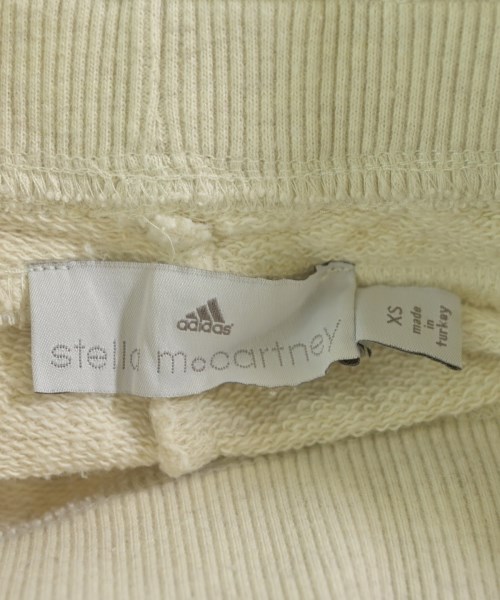 adidas
stella mccartney
XS
made
in
turkey